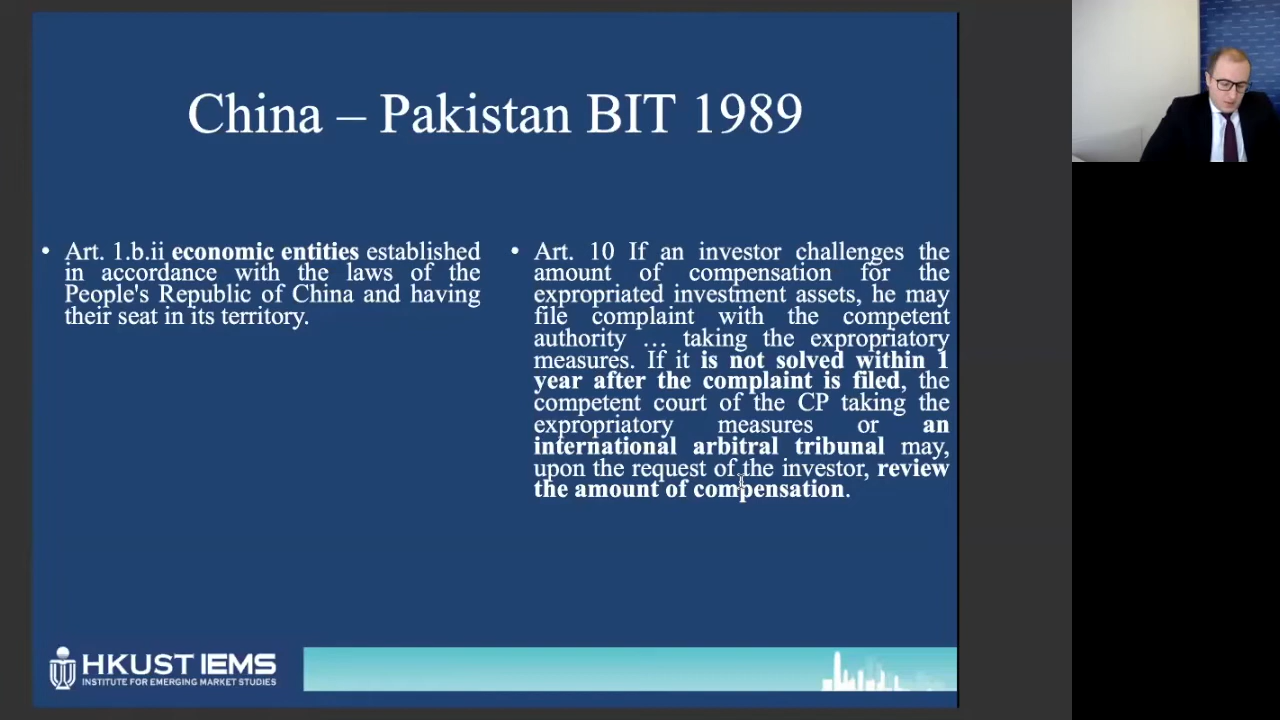 China – Pakistan BIT 1989
• Art. 1.b.ii economic entities established
in accordance with the laws of the
People's Republic of China and having
their seat in its territory.
• Art. 10 If an investor challenges the
amount of compensation for the
expropriated investment assets, he may
file complaint with the competent
authority … taking the expropriatory
measures. If it is not solved within 1
year after the complaint is filed, the
competent court of the CP taking the
expropriatory measures or an
international arbitral tribunal may,
upon the request of the investor, review
the amount of compensation.
HKUST IEMS
INSTITUTE FOR EMERGING MARKET STUDIES